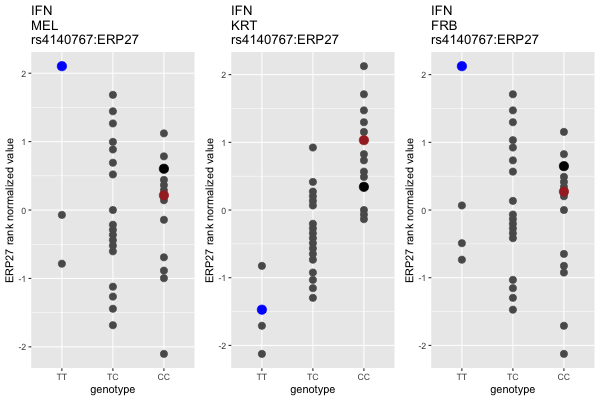 IFN
MEL
rs4140767:ERP27
ERP27 rank normalized value
2
1
0
-1
-2
TT
TC
CC
genotype
IFN
KRT
rs4140767:ERP27
ERP27 rank normalized value
2
1
0
-1
-2
TT
TC
CC
genotype
IFN
FRB
rs4140767:ERP27
ERP27 rank normalized value
2
1
0
-1
-2
TT
TC
CC
genotype